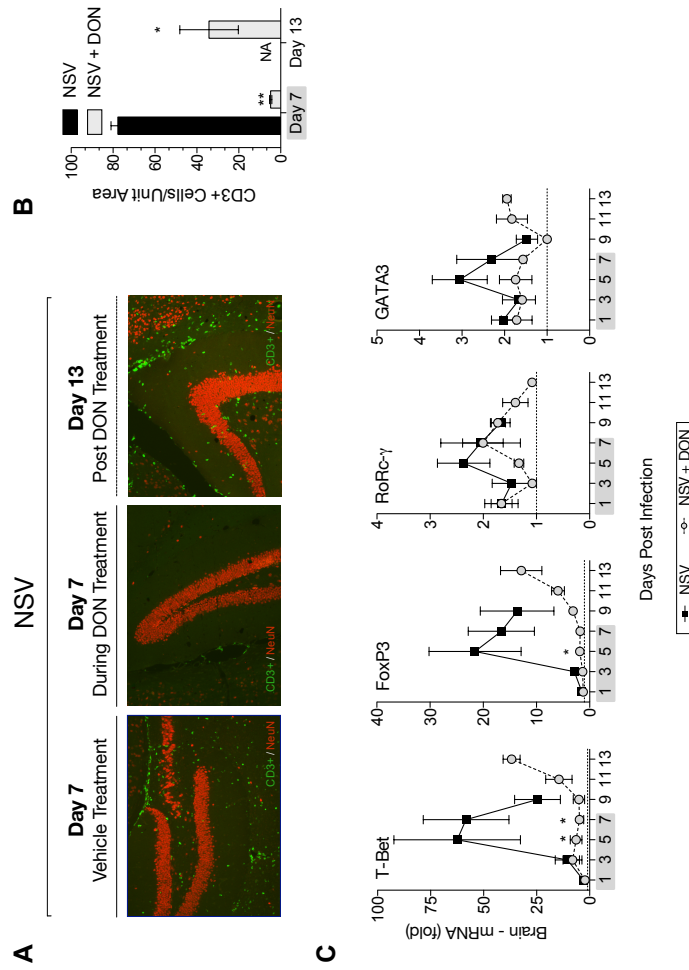 A
NSV
Day 7
Vehicle Treatment
Day 7
During DON Treatment
Day 13
Post DON Treatment
CD3+ / NeuN
CD3+ / NeuN
CD3+ / NeuN
B
NSV
NSV + DON
CD3+ Cells/Unit Area
100
80
60
40
20
0
**
NA
*
Day 7
Day 13
C
T-Bet
Brain - mRNA (fold)
100
75
50
25
0
* *
1 3 5 7 9 11 13
FoxP3
40
30
20
10
0
*
1 3 5 7 9 11 13
RoRc-γ
4
3
2
1
0
1 3 5 7 9 11 13
GATA3
5
4
3
2
1
0
1 3 5 7 9 11 13
Days Post Infection
NSV NSV + DON